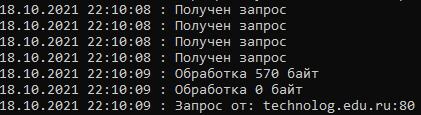 18.10.2021 22:10:08 : Получен запрос
18.10.2021 22:10:08 : Получен запрос
18.10.2021 22:10:08 : Получен запрос
18.10.2021 22:10:08 : Получен запрос
18.10.2021 22:10:09 : Обработка 570 байт
18.10.2021 22:10:09 : Обработка 0 байт
18.10.2021 22:10:09 : Запрос от: technolog.edu.ru:80